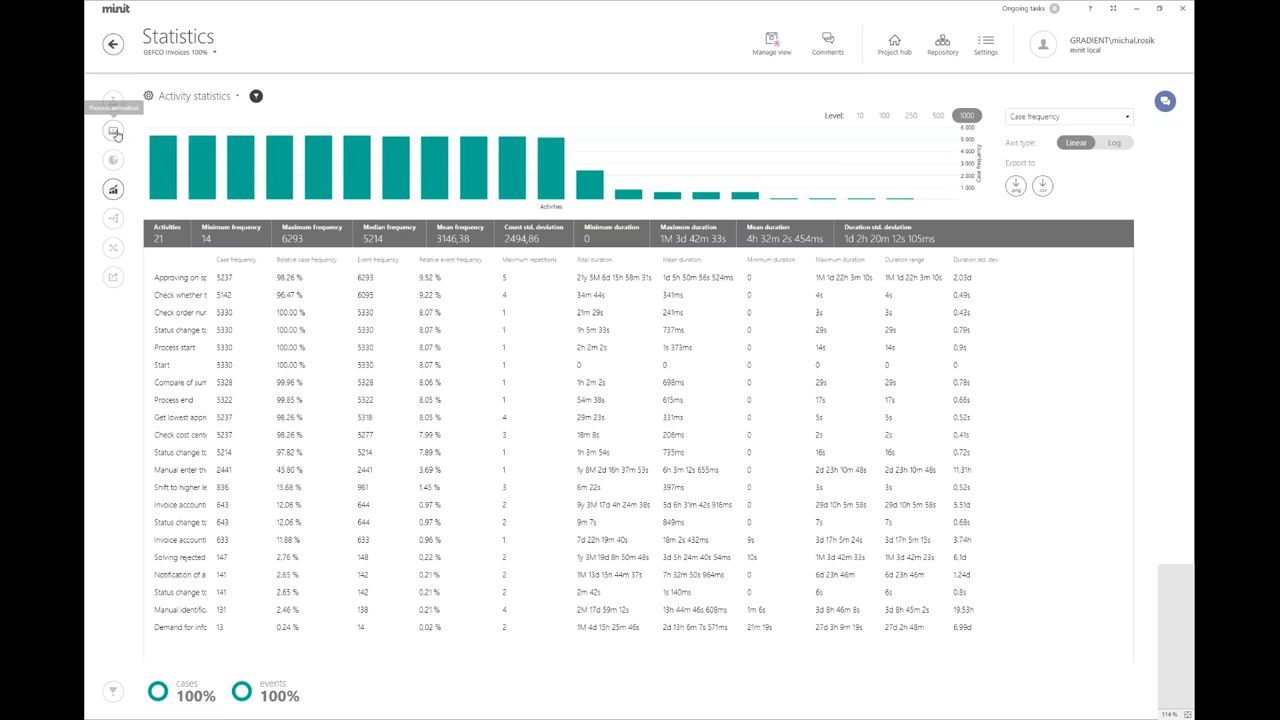 minit
Ongoing tasks 0 ?
Statistics
GEFCO Invoices 100%
Manage view
Comments
Project hub
Repository
Settings
GRADIENT\michal.rosik
minit local
Process animation
Activity statistics
Level: 10 100 250 500 1000
Case frequency
Axis type: Linear Log
Export to
.png .csv
6 000
5 000
4 000
3 000
2 000
1 000
Case frequency
Activities
Activities Minimum frequency Maximum frequency Median frequency Mean frequency Count std. deviation Minimum duration Maximum duration Mean duration Duration std. deviation
21 14 6293 5214 3146,38 2494,86 0 1M 3d 42m 33s 4h 32m 2s 454ms 1d 2h 20m 12s 105ms
Case frequency Relative case frequency Event frequency Relative event frequency Maximum repetitions Total duration Mean duration Minimum duration Maximum duration Duration range Duration std. dev
Approving on sp 5237 98.26 % 6293 9,52 % 5 21y 5M 6d 15h 58m 31s 1d 5h 50m 56s 524ms 0 1M 1d 22h 3m 10s 1M 1d 22h 3m 10s 2.03d
Check whether t 5142 96,47 % 6095 9,22 % 4 34m 44s 341ms 0 4s 4s 0,49s
Check order nur 5330 100,00 % 5330 8,07 % 1 21m 29s 241ms 0 3s 3s 0,43s
Status change to 5330 100,00 % 5330 8,07 % 1 1h 5m 33s 737ms 0 29s 29s 0,79s
Process start 5330 100,00 % 5330 8,07 % 1 2h 2m 2s 1s 373ms 0 14s 14s 0,9s
Start 5330 100,00 % 5330 8,07 % 1 0 0 0 0 0 0
Compare of sum 5328 99,96 % 5328 8,06 % 1 1h 2m 2s 698ms 0 29s 29s 0,78s
Process end 5322 99,85 % 5322 8,05 % 1 54m 38s 615ms 0 17s 17s 0,66s
Get lowest appr 5237 98,26 % 5318 8,05 % 4 29m 23s 331ms 0 5s 5s 0,52s
Check cost cente 5237 98,26 % 5277 7,99 % 3 18m 8s 206ms 0 2s 2s 0,41s
Status change to 5214 97,82 % 5214 7,89 % 1 1h 3m 54s 735ms 0 16s 16s 0,72s
Manual enter the 2441 45,80 % 2441 3,69 % 1 1y 8M 2d 16h 37m 53s 6h 3m 12s 655ms 0 2d 23h 10m 48s 2d 23h 10m 48s 11,31h
Shift to higher le 836 15,68 % 961 1,45 % 3 6m 22s 397ms 0 3s 3s 0,52s
Invoice accounti 643 12,06 % 644 0,97 % 2 9y 3M 17d 4h 24m 38s 5d 6h 31m 42s 916ms 0 29d 10h 5m 58s 29d 10h 5m 58s 5,51d
Status change to 643 12,06 % 644 0,97 % 2 9m 7s 849ms 0 7s 7s 0,68s
Invoice accounti 633 11,88 % 633 0,96 % 1 7d 22h 19m 40s 18m 2s 432ms 9s 3d 17h 5m 24s 3d 17h 5m 15s 3,74h
Solving rejected 147 2,76 % 148 0,22 % 2 1y 3M 19d 8h 50m 48s 3d 5h 24m 40s 54ms 10s 1M 3d 42m 33s 1M 3d 42m 23s 6,1d
Notification of a 141 2,65 % 142 0,21 % 2 1M 13d 15h 44m 37s 7h 32m 50s 964ms 0 6d 23h 46m 6d 23h 46m 1,24d
Status change to 141 2,65 % 142 0,21 % 2 2m 42s 1s 140ms 0 6s 6s 0,8s
Manual identific 131 2,46 % 138 0,21 % 4 2M 17d 59m 12s 13h 44m 46s 608ms 1m 6s 3d 8h 46m 8s 3d 8h 45m 2s 19,53h
Demand for info 13 0,24 % 14 0,02 % 2 1M 4d 15h 25m 46s 2d 13h 6m 7s 571ms 21m 19s 27d 3h 9m 19s 27d 2h 48m 6,99d
cases events
100% 100%
114 %